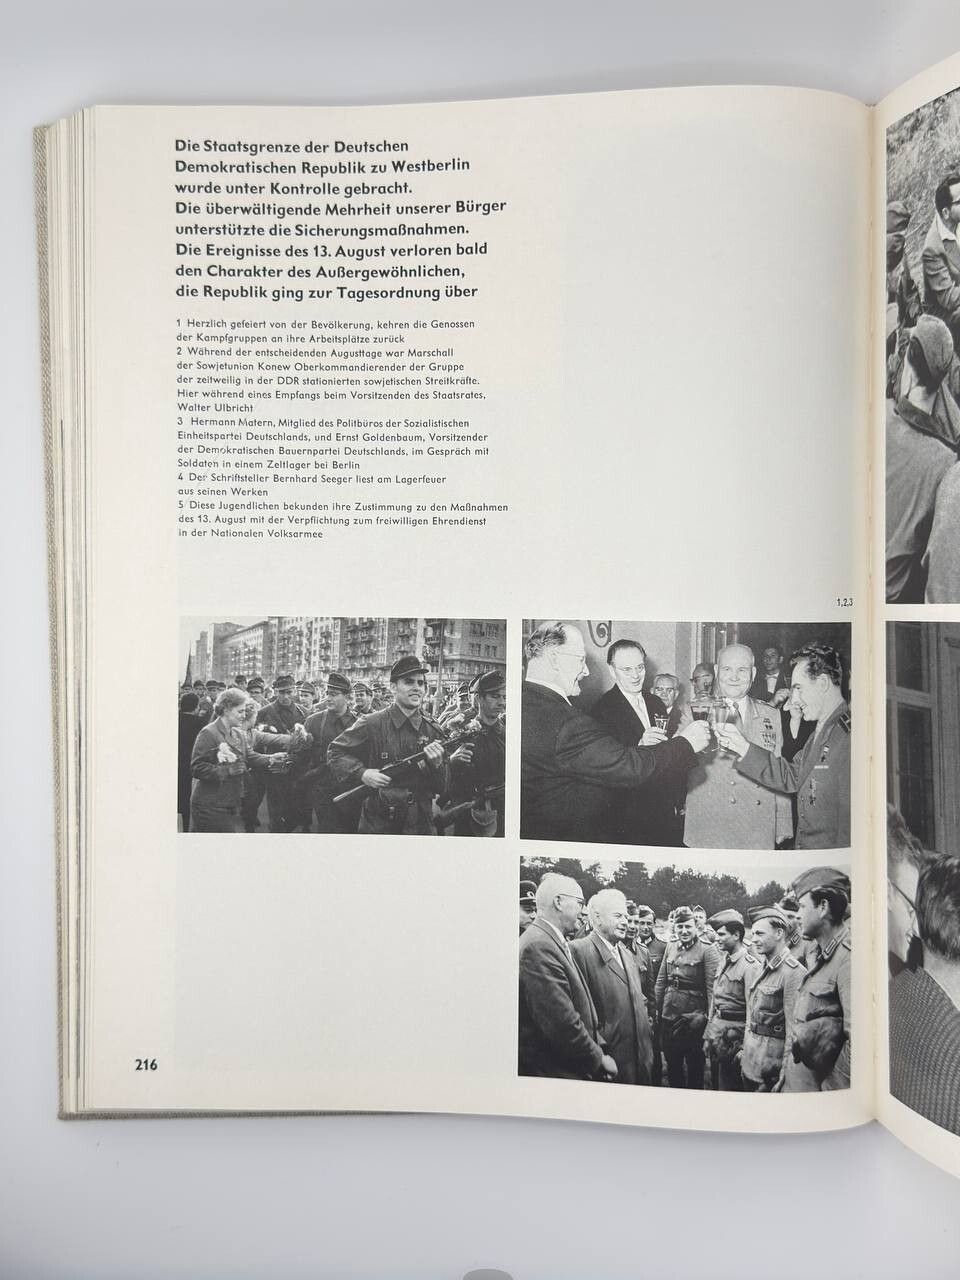 Die Staatsgrenze der Deutschen
Demokratischen Republik zu Westberlin
wurde unter Kontrolle gebracht.
Die überwältigende Mehrheit unserer Bürger
unterstützte die Sicherungsmaßnahmen.
Die Ereignisse des 13. August verloren bald
den Charakter des Außergewöhnlichen,
die Republik ging zur Tagesordnung über
1 Herzlich gefeiert von der Bevölkerung, kehren die Genossen
der Kampfgruppen an ihre Arbeitsplätze zurück
2 Während der entscheidenden Augusttage war Marschall
der Sowjetunion Konew Oberkommandierender der Gruppe
der zeitweilig in der DDR stationierten sowjetischen Streitkräfte.
Hier während eines Empfangs beim Vorsitzenden des Staatsrates,
Walter Ulbricht
3 Hermann Matern, Mitglied des Politbüros der Sozialistischen
Einheitspartei Deutschlands, und Ernst Goldenbaum, Vorsitzender
der Demokratischen Bauernpartei Deutschlands, im Gespräch mit
Soldaten in einem Zeltlager bei Berlin
4 Der Schriftsteller Bernhard Seeger liest am Lagerfeuer
aus seinen Werken
5 Diese Jugendlichen bekunden ihre Zustimmung zu den Maßnahmen
des 13. August mit der Verpflichtung zum freiwilligen Ehrendienst
in der Nationalen Volksarmee
1,2,3
216